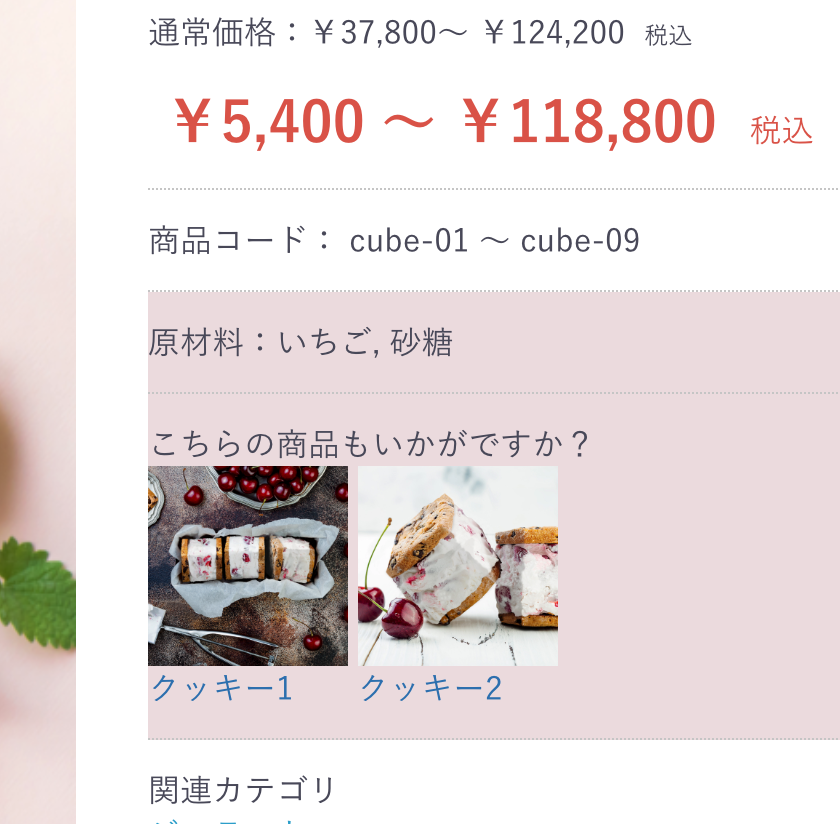 通常価格：￥37,800～ ￥124,200 税込
￥5,400 ～ ￥118,800 税込
商品コード： cube-01 ～ cube-09
原材料：いちご, 砂糖
こちらの商品もいかがですか？
クッキー1 クッキー2
関連カテゴリ